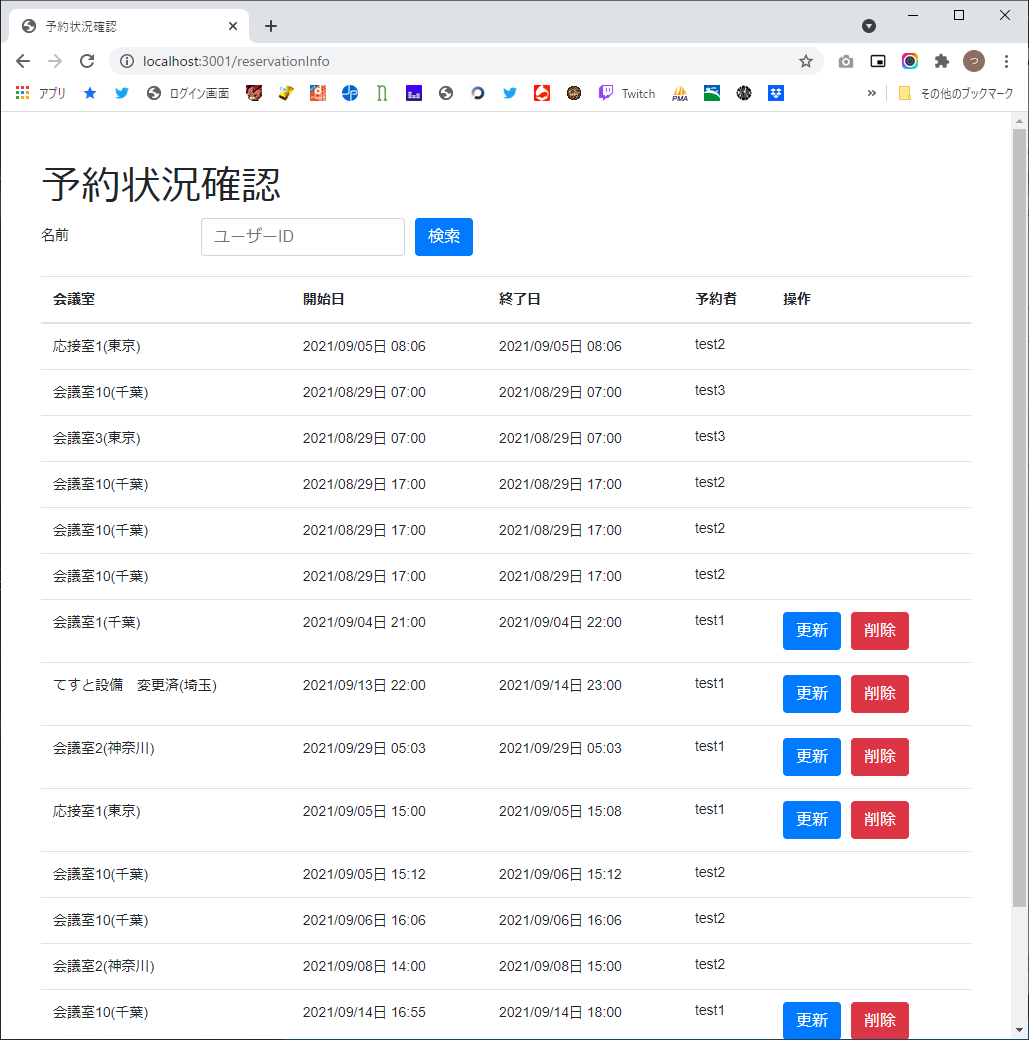 予約状況確認
localhost:3001/reservationInfo
つ
アプリ
ログイン画面
Twitch
PMA
»
その他のブックマーク
予約状況確認
名前 ユーザーID 検索
会議室 開始日 終了日 予約者 操作
応接室1(東京) 2021/09/05日 08:06 2021/09/05日 08:06 test2
会議室10(千葉) 2021/08/29日 07:00 2021/08/29日 07:00 test3
会議室3(東京) 2021/08/29日 07:00 2021/08/29日 07:00 test3
会議室10(千葉) 2021/08/29日 17:00 2021/08/29日 17:00 test2
会議室10(千葉) 2021/08/29日 17:00 2021/08/29日 17:00 test2
会議室10(千葉) 2021/08/29日 17:00 2021/08/29日 17:00 test2
会議室1(千葉) 2021/09/04日 21:00 2021/09/04日 22:00 test1 更新 削除
てすと設備　変更済(埼玉) 2021/09/13日 22:00 2021/09/14日 23:00 test1 更新 削除
会議室2(神奈川) 2021/09/29日 05:03 2021/09/29日 05:03 test1 更新 削除
応接室1(東京) 2021/09/05日 15:00 2021/09/05日 15:08 test1 更新 削除
会議室10(千葉) 2021/09/05日 15:12 2021/09/06日 15:12 test2
会議室10(千葉) 2021/09/06日 16:06 2021/09/06日 16:06 test2
会議室2(神奈川) 2021/09/08日 14:00 2021/09/08日 15:00 test2
会議室10(千葉) 2021/09/14日 16:55 2021/09/14日 18:00 test1 更新 削除